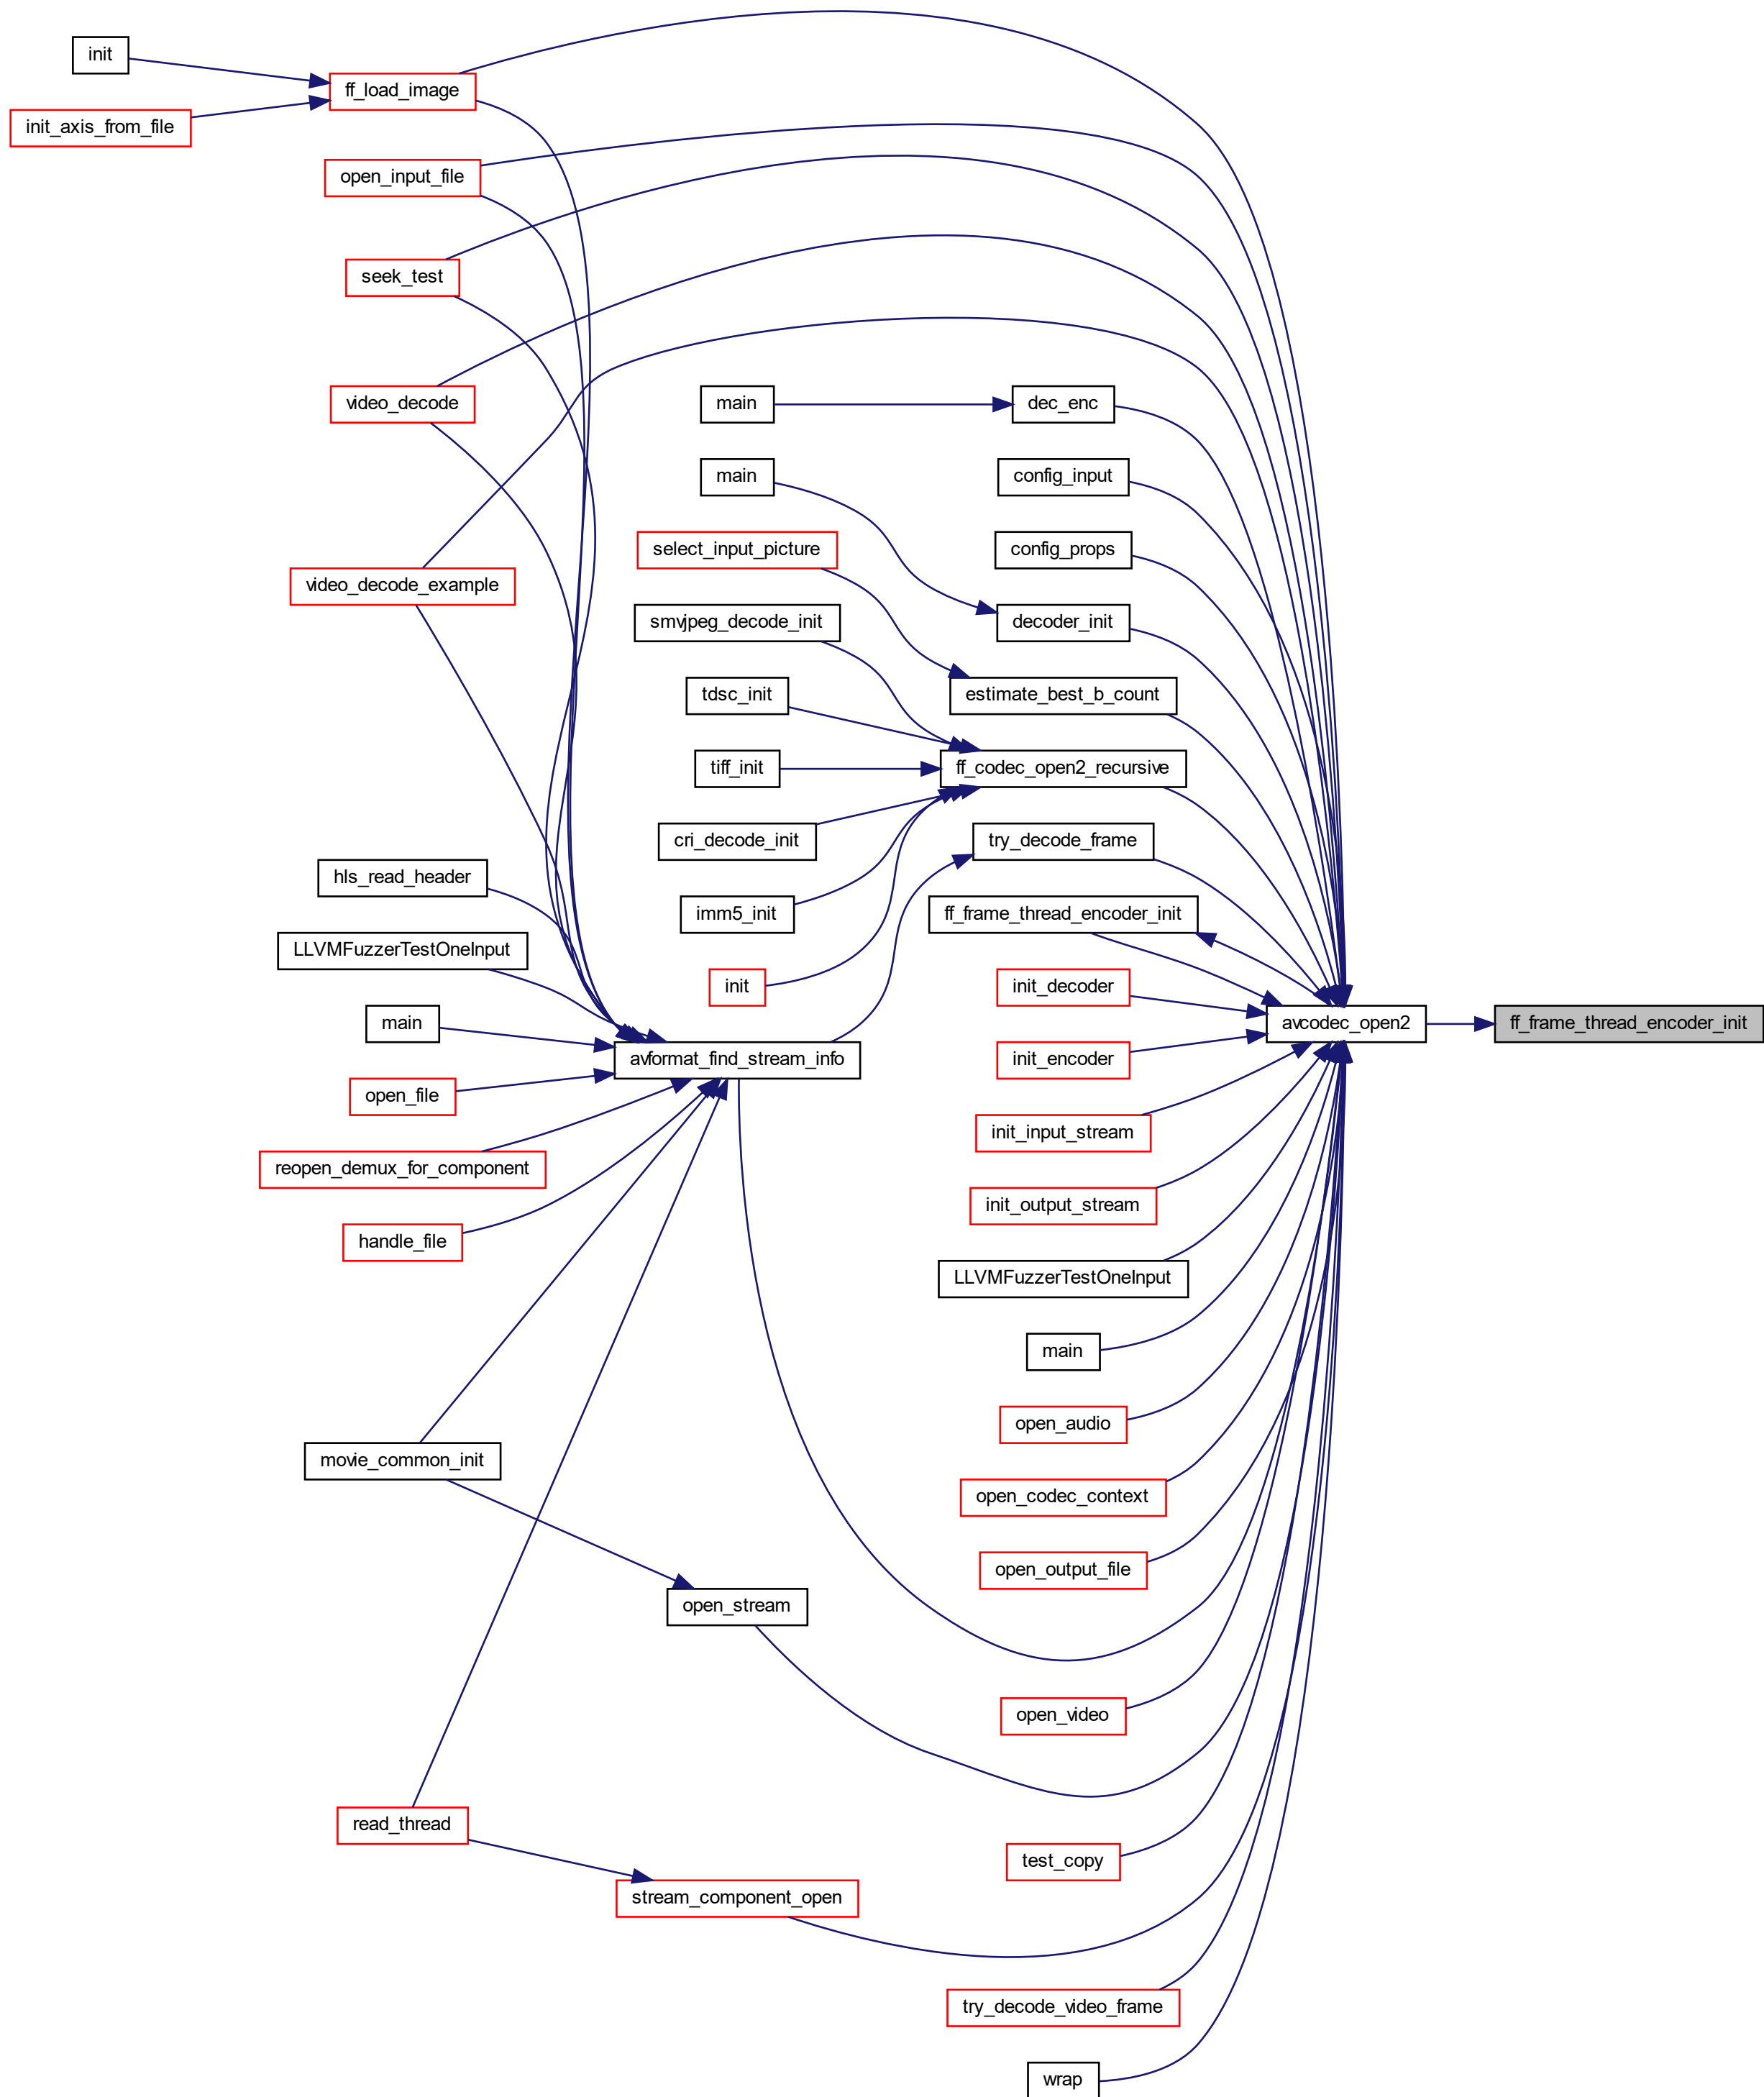 init
ff_load_image
init_axis_from_file
open_input_file
seek_test
video_decode
main
dec_enc
main
config_input
select_input_picture
config_props
video_decode_example
smvjpeg_decode_init
decoder_init
tdsc_init
estimate_best_b_count
tiff_init
ff_codec_open2_recursive
cri_decode_init
try_decode_frame
hls_read_header
imm5_init
ff_frame_thread_encoder_init
LLVMFuzzerTestOneInput
init
init_decoder
main
avcodec_open2
ff_frame_thread_encoder_init
avformat_find_stream_info
init_encoder
open_file
init_input_stream
reopen_demux_for_component
init_output_stream
handle_file
LLVMFuzzerTestOneInput
main
open_audio
movie_common_init
open_codec_context
open_output_file
open_stream
open_video
read_thread
test_copy
stream_component_open
try_decode_video_frame
wrap